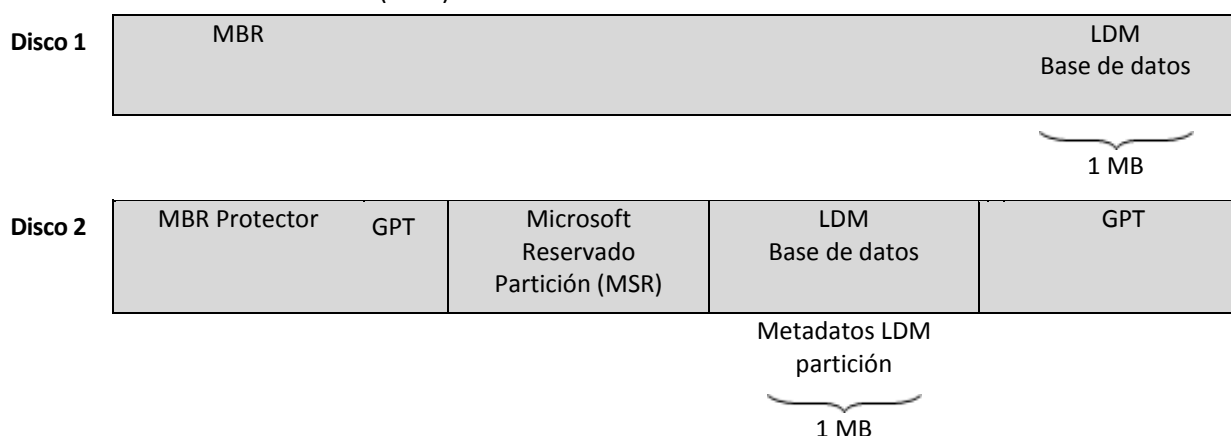 MBR
LDM
Disco 1
Base de datos
1 MB
MBR Protector
GPT
Microsoft
LDM
GPT
Disco 2
Reservado
Base de datos
Partición (MSR)
Metadatos LDM
partición
1 MB